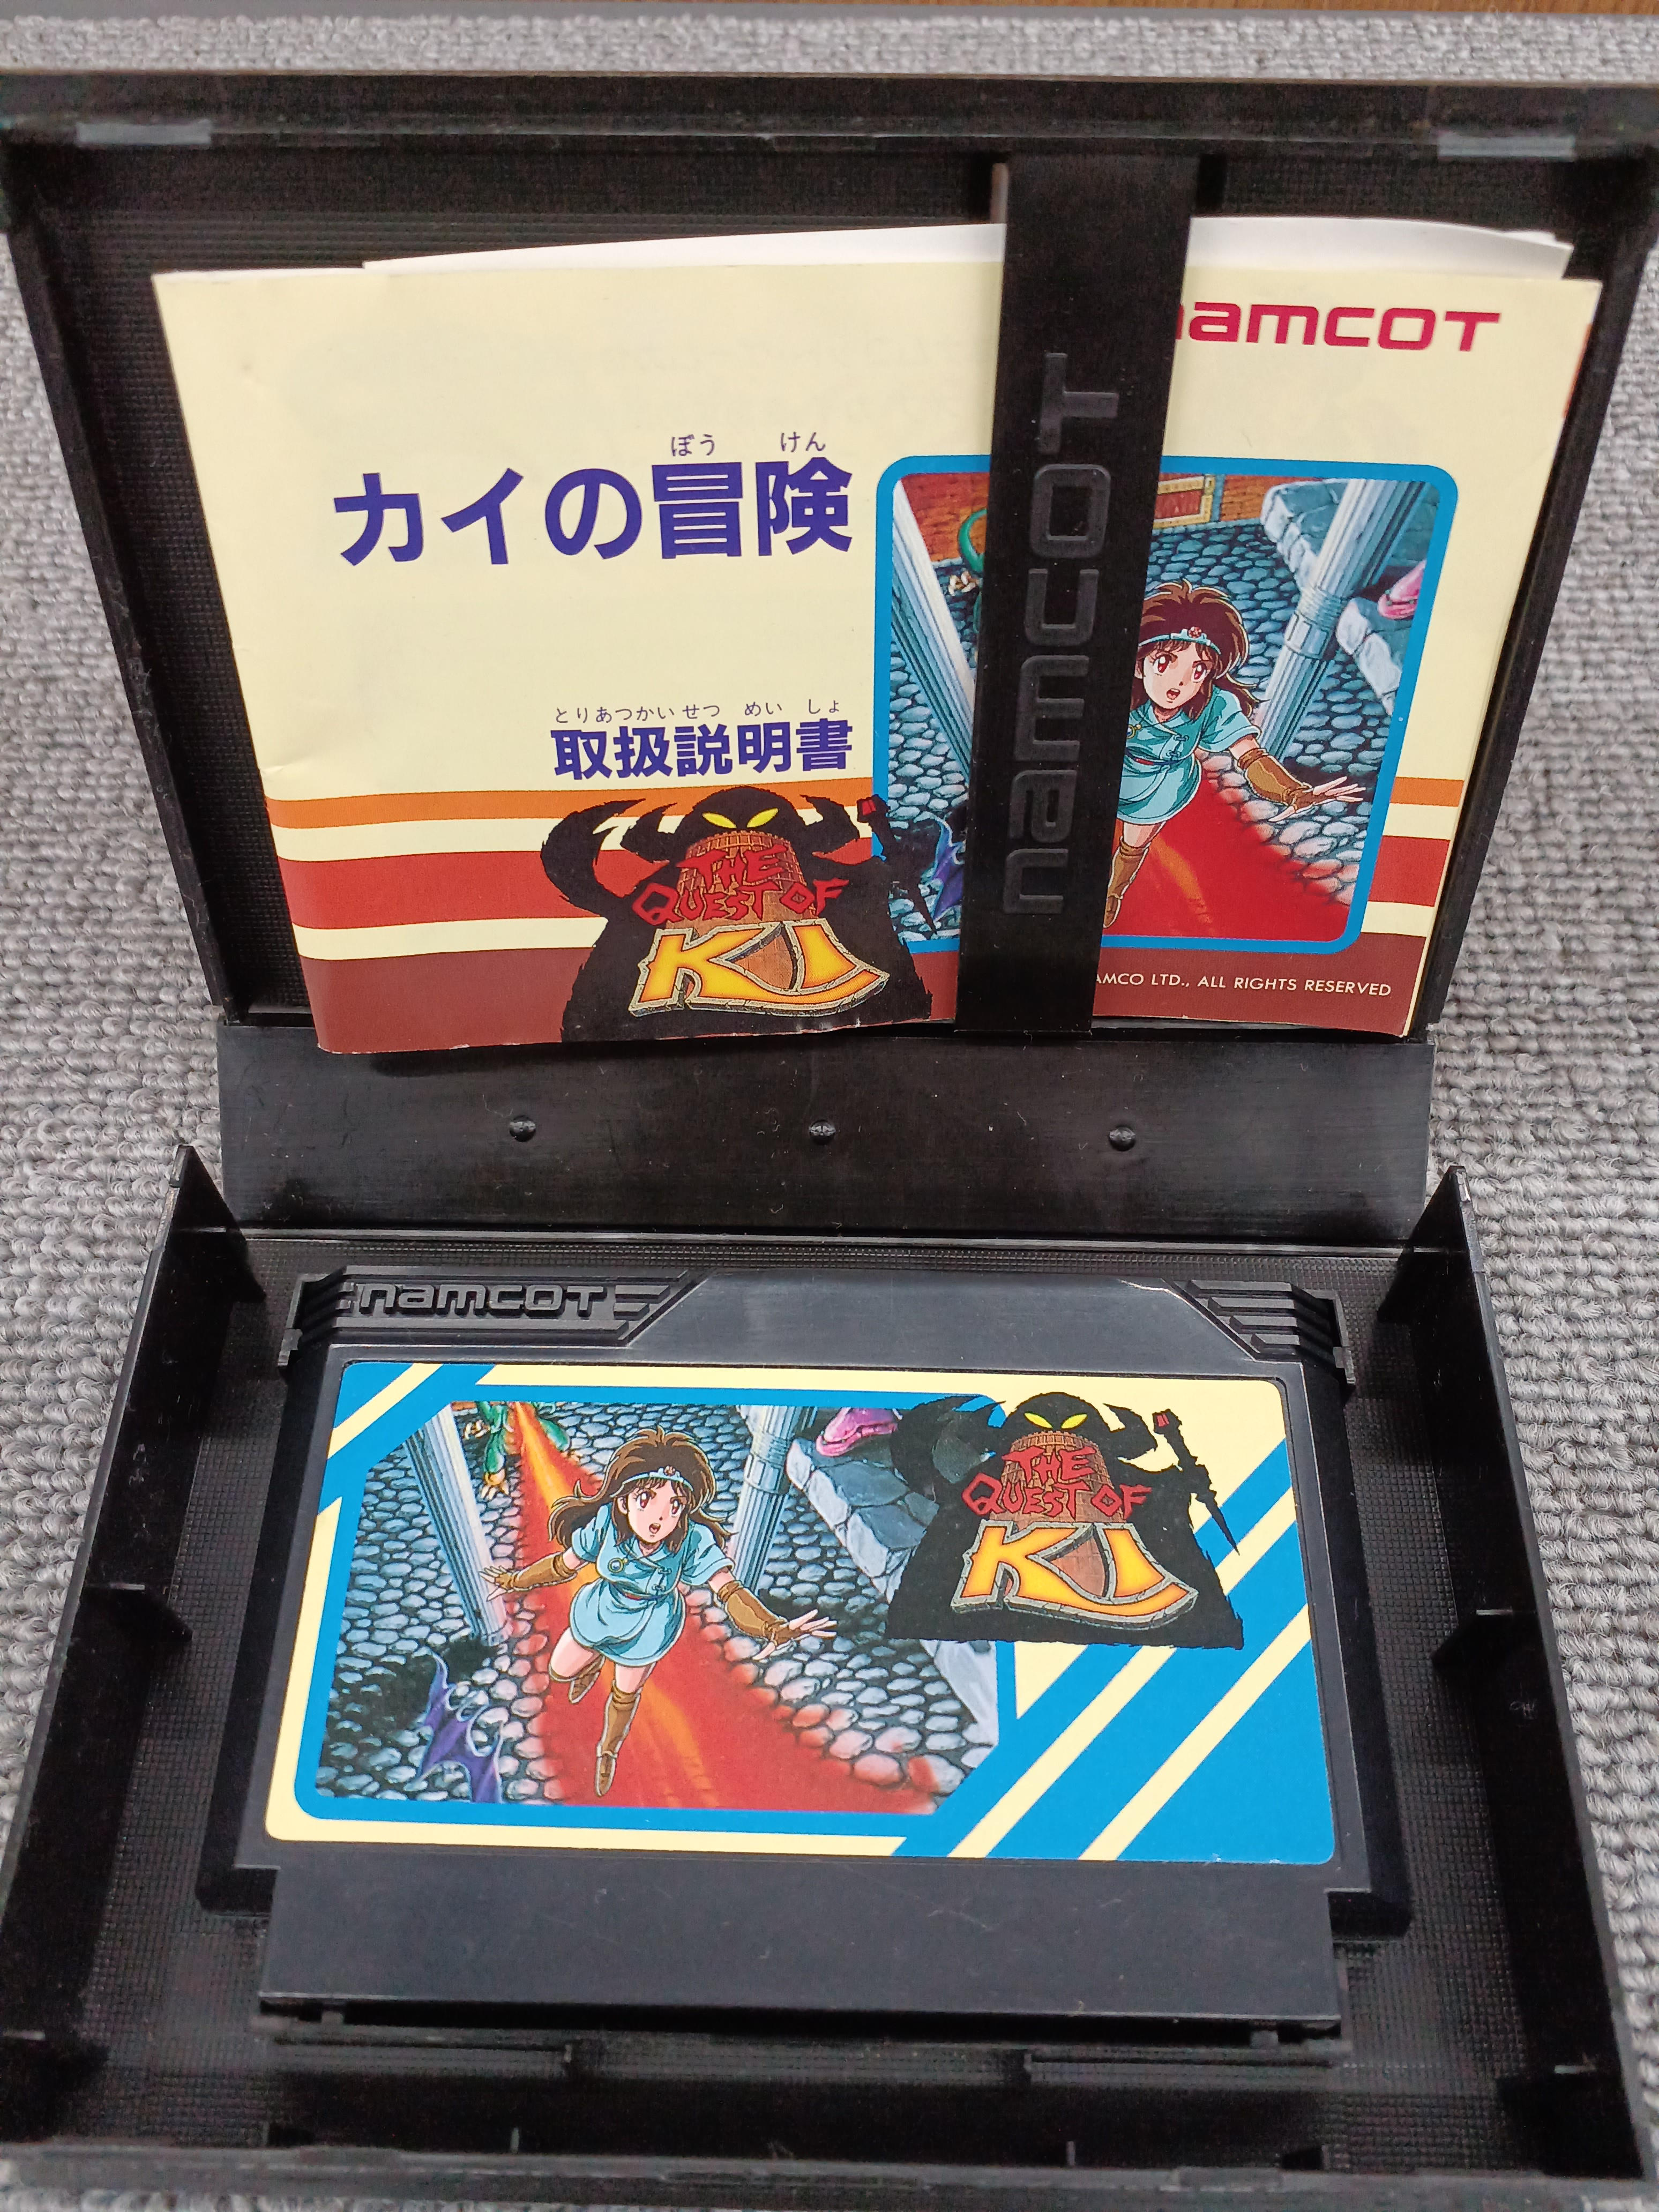 namcot
ぼう けん
カイの冒険
とりあつかい せつ めい しょ
取扱説明書
THE
QUEST OF
KI
LTD., ALL RIGHTS RESERVED
namcot
namcot
THE
QUEST OF
KI